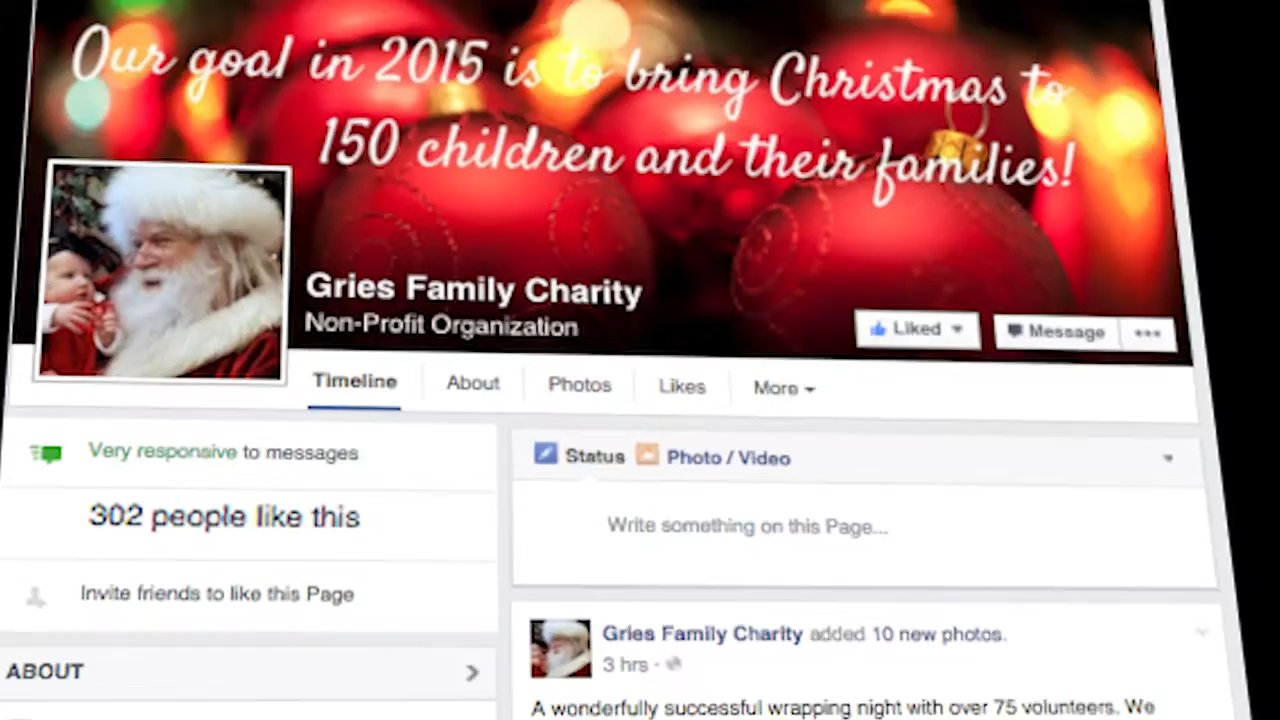 Our goal in 2015 is to bring Christmas to
150 children and their families!
Gries Family Charity
Non-Profit Organization
Liked
Message
Timeline
About
Photos
Likes
More
Very responsive to messages
302 people like this
Invite friends to like this Page
ABOUT
Status
Photo / Video
Write something on this Page...
Gries Family Charity added 10 new photos.
3 hrs ·
A wonderfully successful wrapping night with over 75 volunteers. We